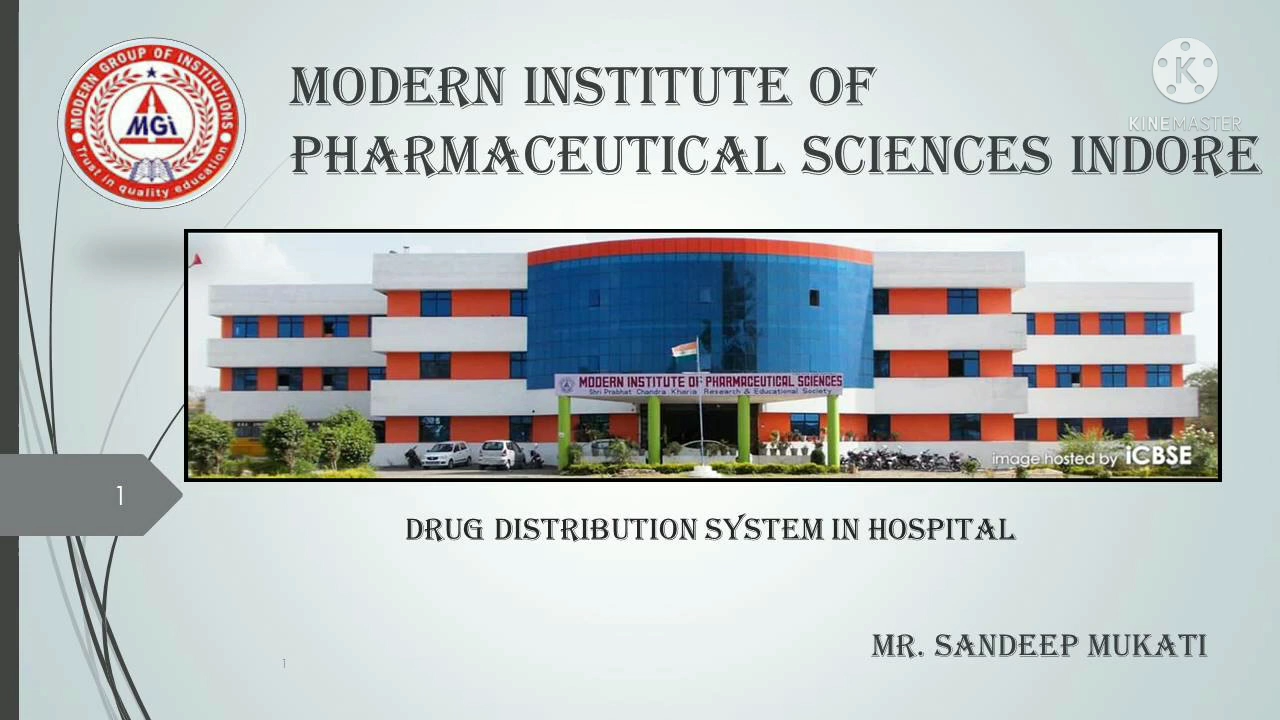 MODERN GROUP OF INSTITUTIONS
MGi
Trust in quality education
MODERN INSTITUTE OF
PHARMACEUTICAL SCIENCES INDORE
K
KINEMASTER
MODERN INSTITUTE OF PHARMACEUTICAL SCIENCES
Shri Prabhat Chandra Kharia Research & Educational Society
image hosted by iCBSE
1
DRUG DISTRIBUTION SYSTEM IN HOSPITAL
MR. SANDEEP MUKATI
1